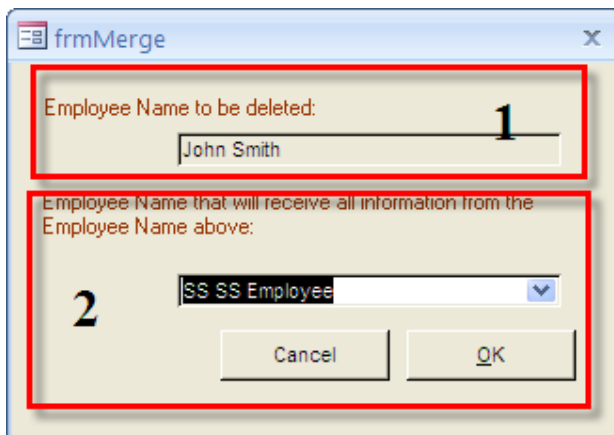 frmMerge
Employee Name to be deleted:
1
John Smith
Employee Name that will receive all information from the
Employee Name above:
2
SS SS Employee
Cancel
OK